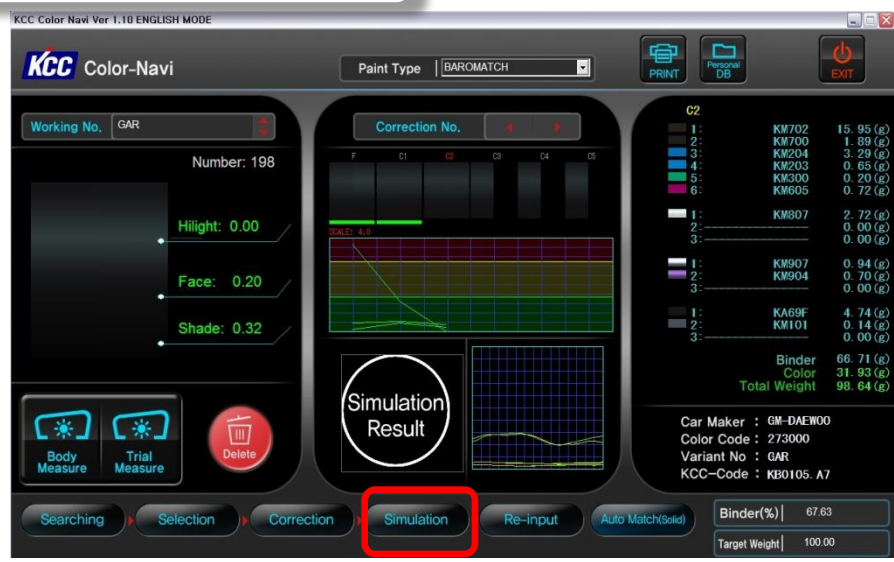 KCC Color Navi Ver 1.10 ENGLISH MODE
KCC Color-Navi
Paint Type BAROMATCH
PRINT
Personal
DB
EXIT
Working No. GAR
Number: 198
Hilight: 0.00
Face: 0.20
Shade: 0.32
Body
Measure
Trial
Measure
Delete
Correction No.
F C1 C2 C3 C4 C5
SCALE: 4.0
Simulation
Result
C2
1: KM702 15.95(g)
2: KM700 1.89(g)
3: KM204 3.29(g)
4: KM203 0.65(g)
5: KM300 0.20(g)
6: KM605 0.72(g)
1: KM807 2.72(g)
2: 0.00(g)
3: 0.00(g)
1: KM907 0.94(g)
2: KM904 0.70(g)
3: 0.00(g)
1: KA69F 4.74(g)
2: KM101 0.14(g)
3: 0.00(g)
Binder 66.71(g)
Color 31.93(g)
Total Weight 98.64(g)
Car Maker : GM-DAEWOO
Color Code : 273000
Variant No : GAR
KCC-Code : KB0105.A7
Searching
Selection
Correction
Simulation
Re-input
Auto Match(Solid)
Binder(%) 67.63
Target Weight 100.00